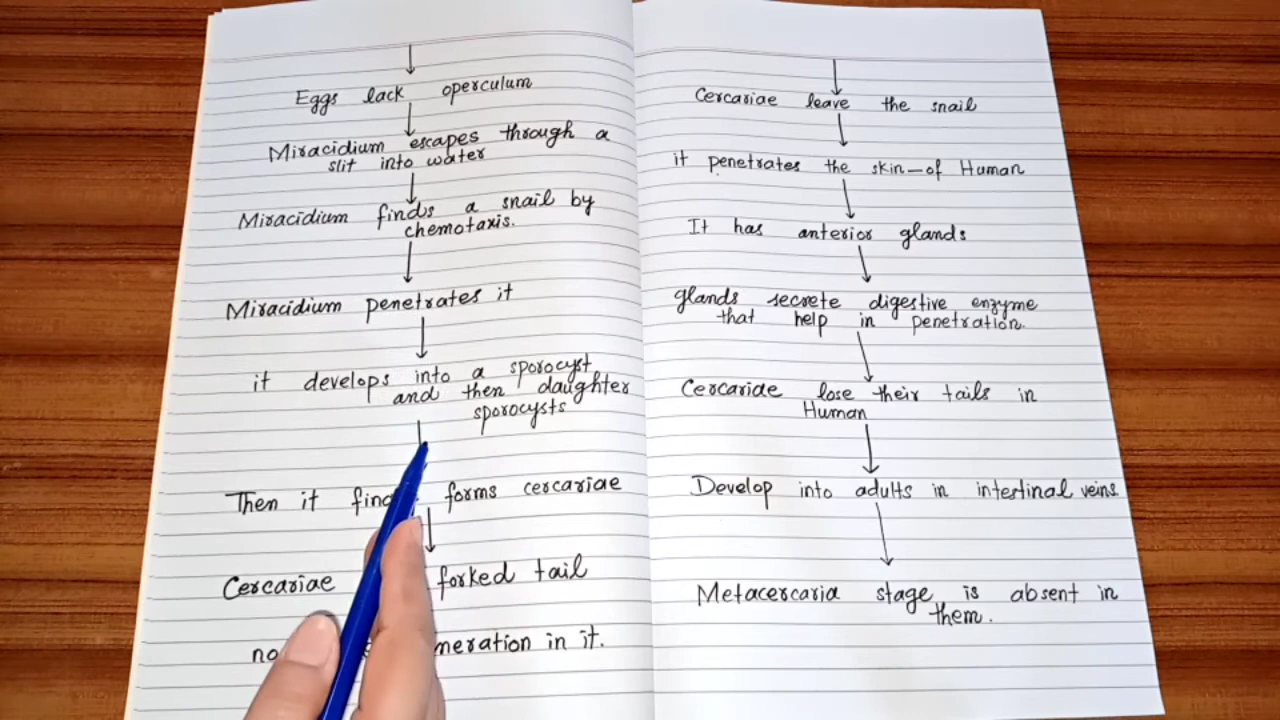 Eggs lack operculum
Miracidium escapes through a
slit into water
Miracidium finds a snail by
chemotaxis.
Miracidium penetrates it
it develops into a sporocyst
and then daughter
sporocysts
Then it forms cercariae
Cercariae forked tail
in it.
Cercariae leave the snail
it penetrates the skin—of Human
It has anterior glands
glands secrete digestive enzyme
that help in penetration.
Cercariae lose their tails in
Human
Develop into adults in intestinal veins
Metacercaria stage is absent in
them.